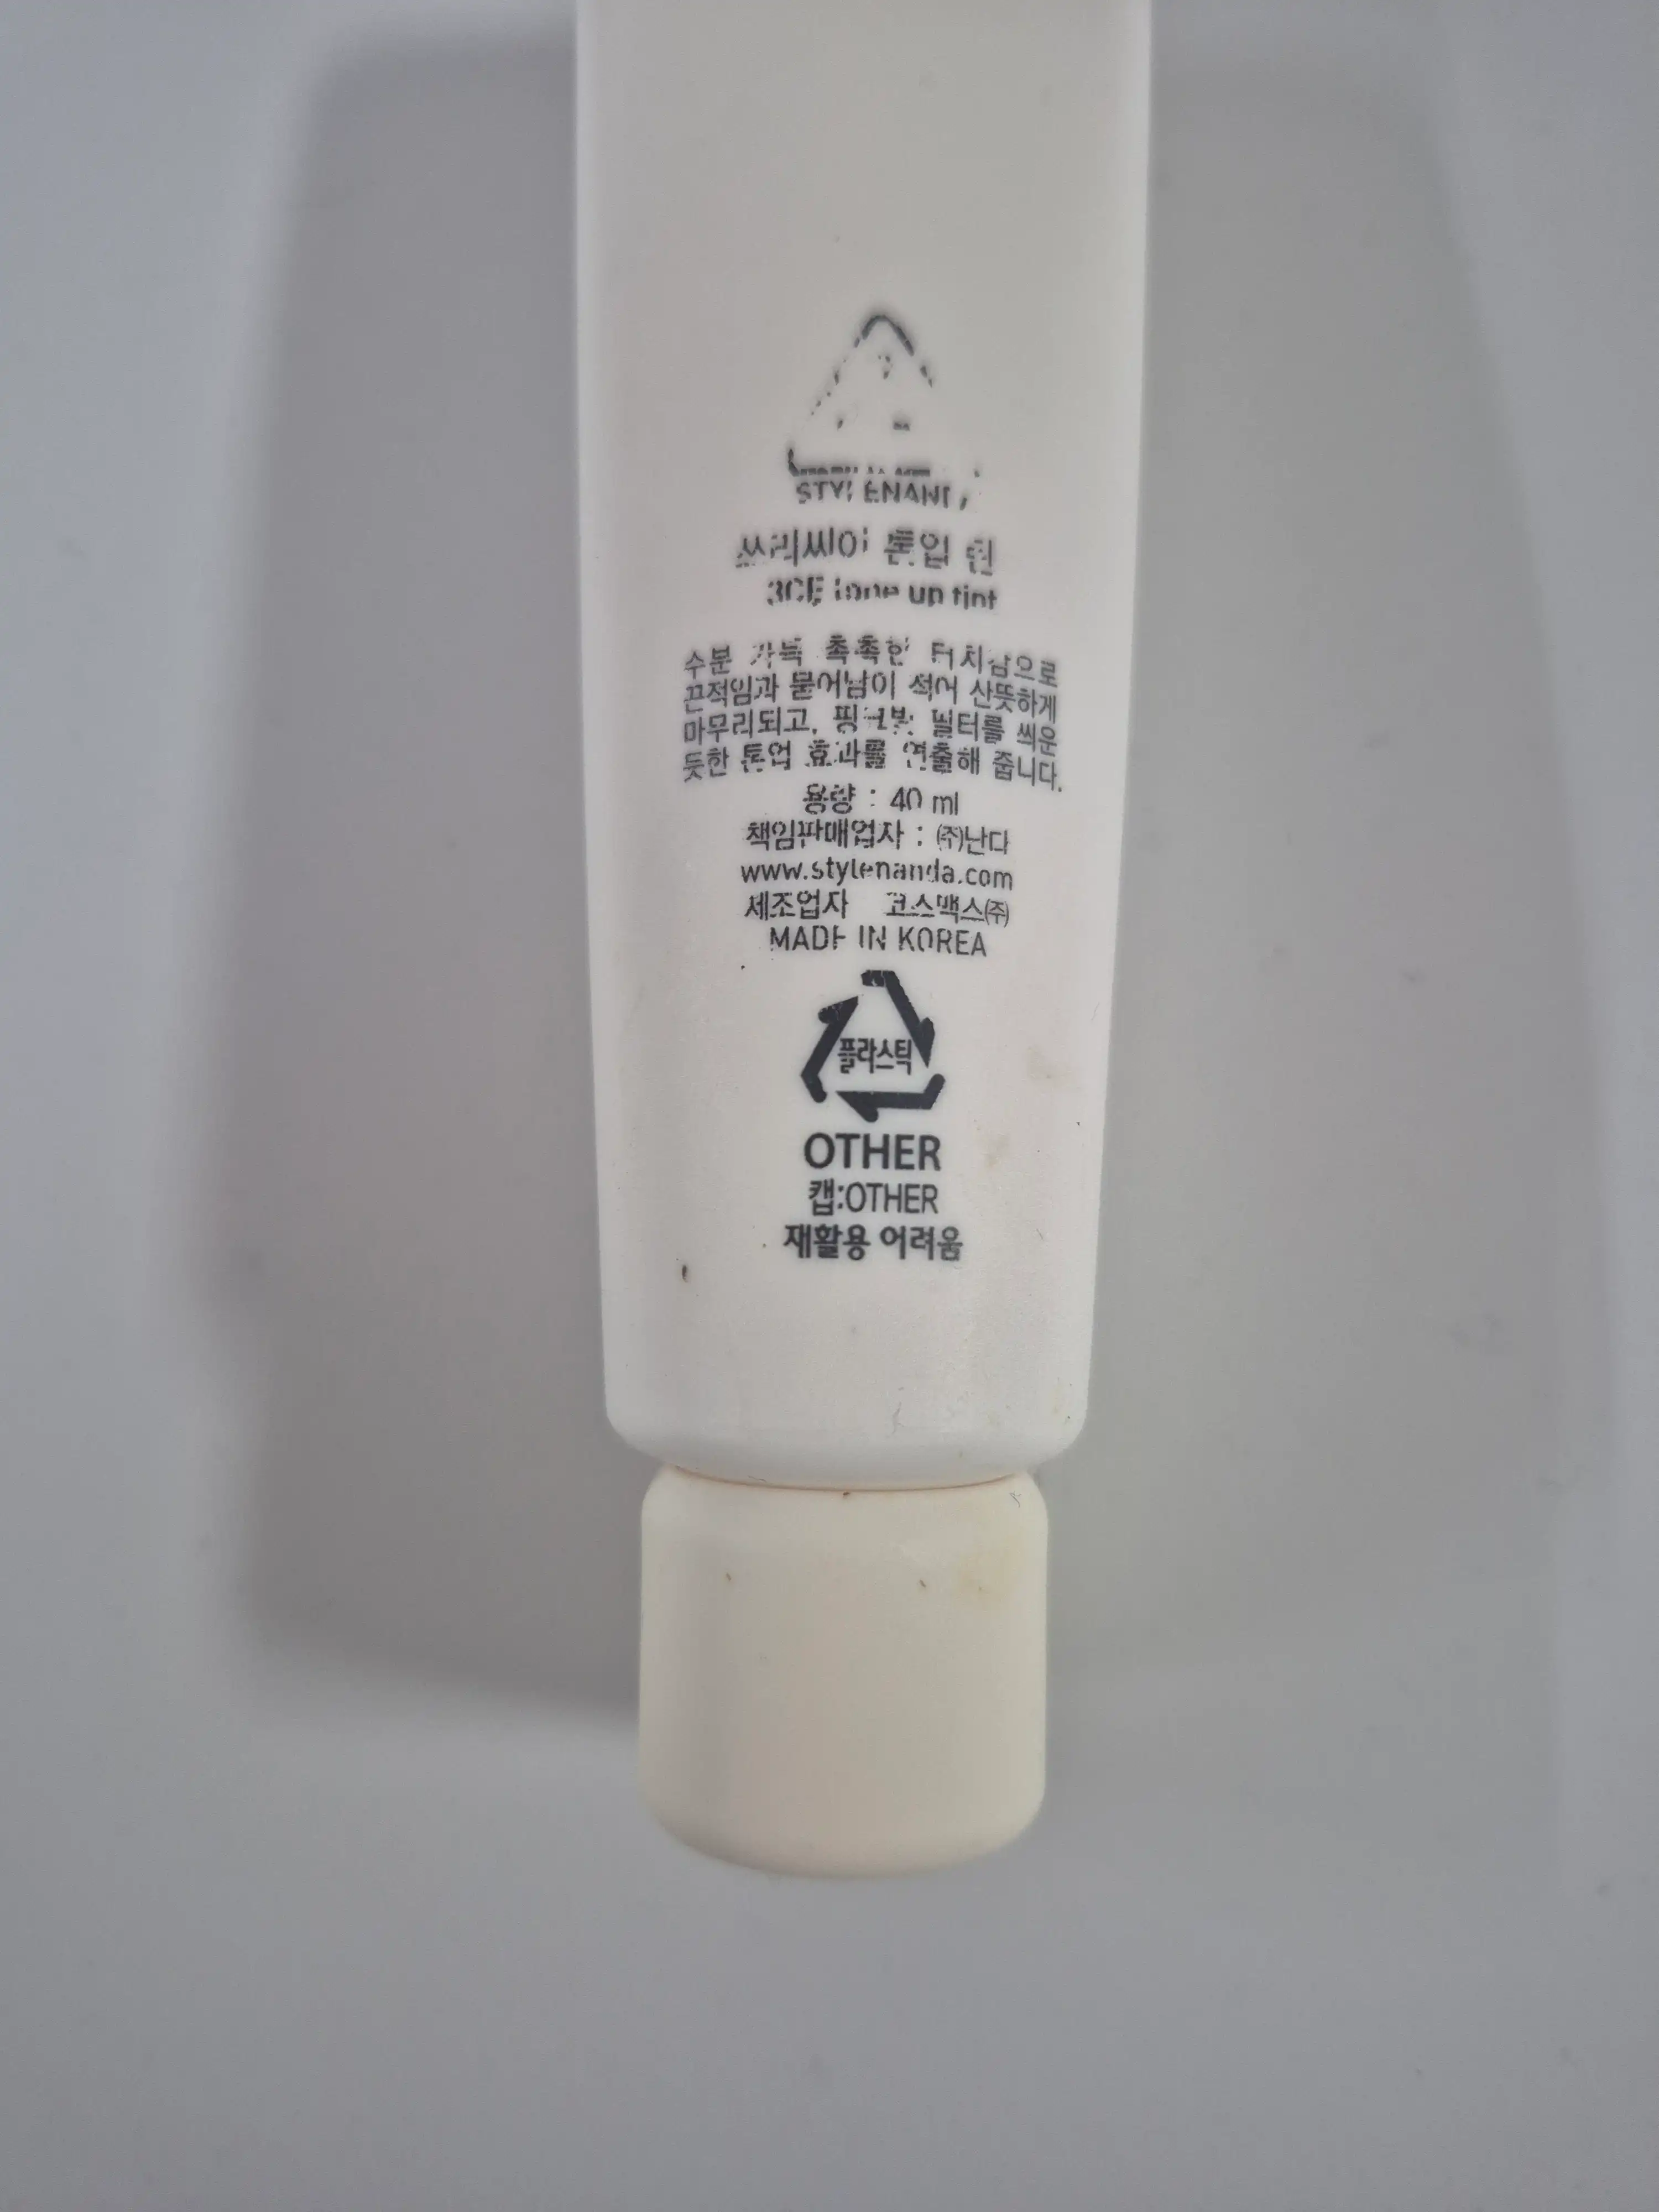 STYLENANDA
쓰리씨이 톤업 틴
3CE tone up tint
수분 가득 촉촉한 터치감으로
끈적임과 묻어남이 적어 산뜻하게
마무리되고, 핑크빛 필터를 씌운
듯한 톤업 효과를 연출해 줍니다.
용량 : 40 ml
책임판매업자 : ㈜난다
www.stylenanda.com
제조업자 코스맥스㈜
MADE IN KOREA
플라스틱
OTHER
캡:OTHER
재활용 어려움